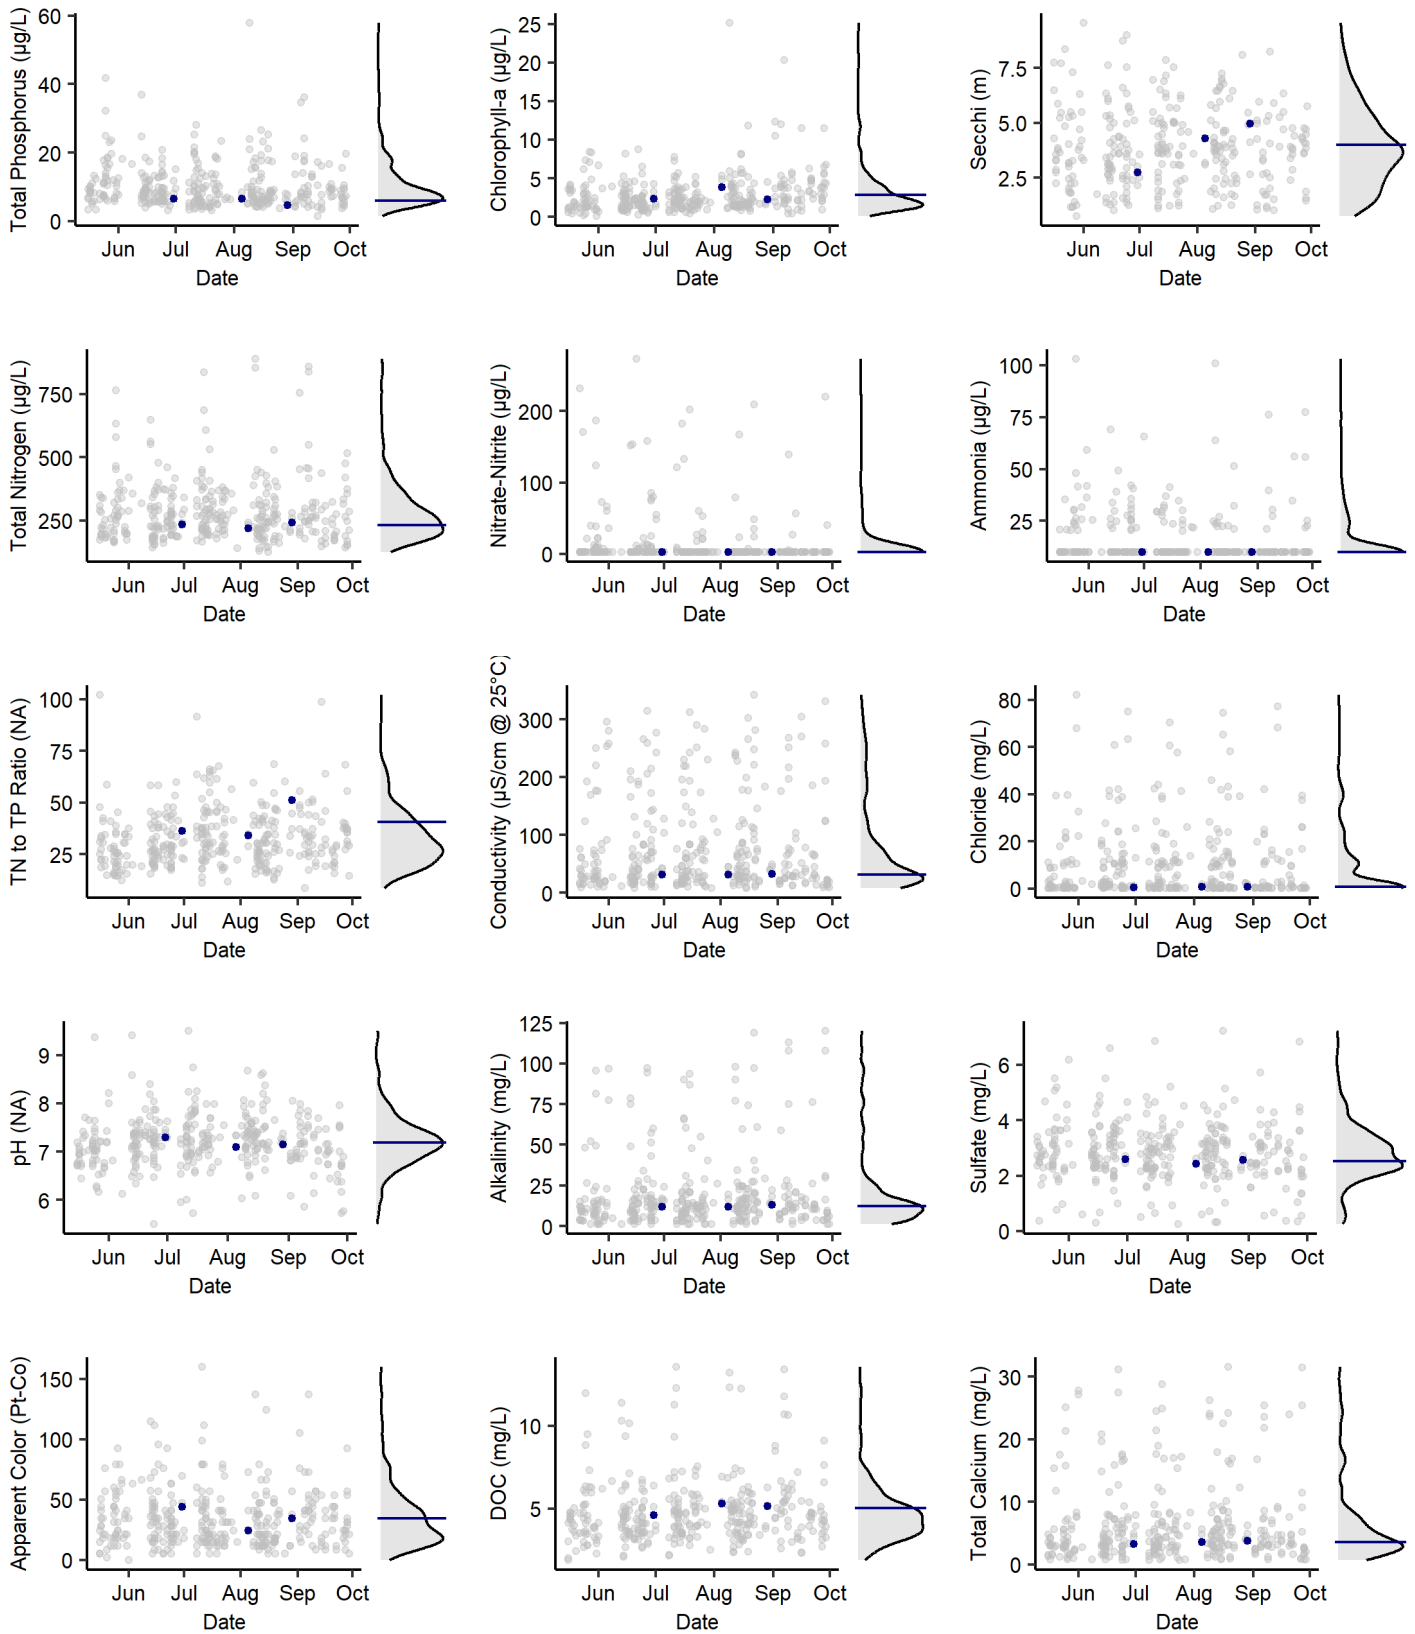 Total Phosphorus (µg/L)
60
40
20
0
Jun Jul Aug Sep Oct
Date
Chlorophyll-a (µg/L)
25
20
15
10
5
0
Jun Jul Aug Sep Oct
Date
Secchi (m)
7.5
5.0
2.5
Jun Jul Aug Sep Oct
Date
Total Nitrogen (µg/L)
750
500
250
Jun Jul Aug Sep Oct
Date
Nitrate-Nitrite (µg/L)
200
100
0
Jun Jul Aug Sep Oct
Date
Ammonia (µg/L)
100
75
50
25
Jun Jul Aug Sep Oct
Date
TN to TP Ratio (NA)
100
75
50
25
Jun Jul Aug Sep Oct
Date
Conductivity (µS/cm @ 25°C)
300
200
100
0
Jun Jul Aug Sep Oct
Date
Chloride (mg/L)
80
60
40
20
0
Jun Jul Aug Sep Oct
Date
pH (NA)
9
8
7
6
Jun Jul Aug Sep Oct
Date
Alkalinity (mg/L)
125
100
75
50
25
0
Jun Jul Aug Sep Oct
Date
Sulfate (mg/L)
6
4
2
0
Jun Jul Aug Sep Oct
Date
Apparent Color (Pt-Co)
150
100
50
0
Jun Jul Aug Sep Oct
Date
DOC (mg/L)
10
5
Jun Jul Aug Sep Oct
Date
Total Calcium (mg/L)
30
20
10
0
Jun Jul Aug Sep Oct
Date